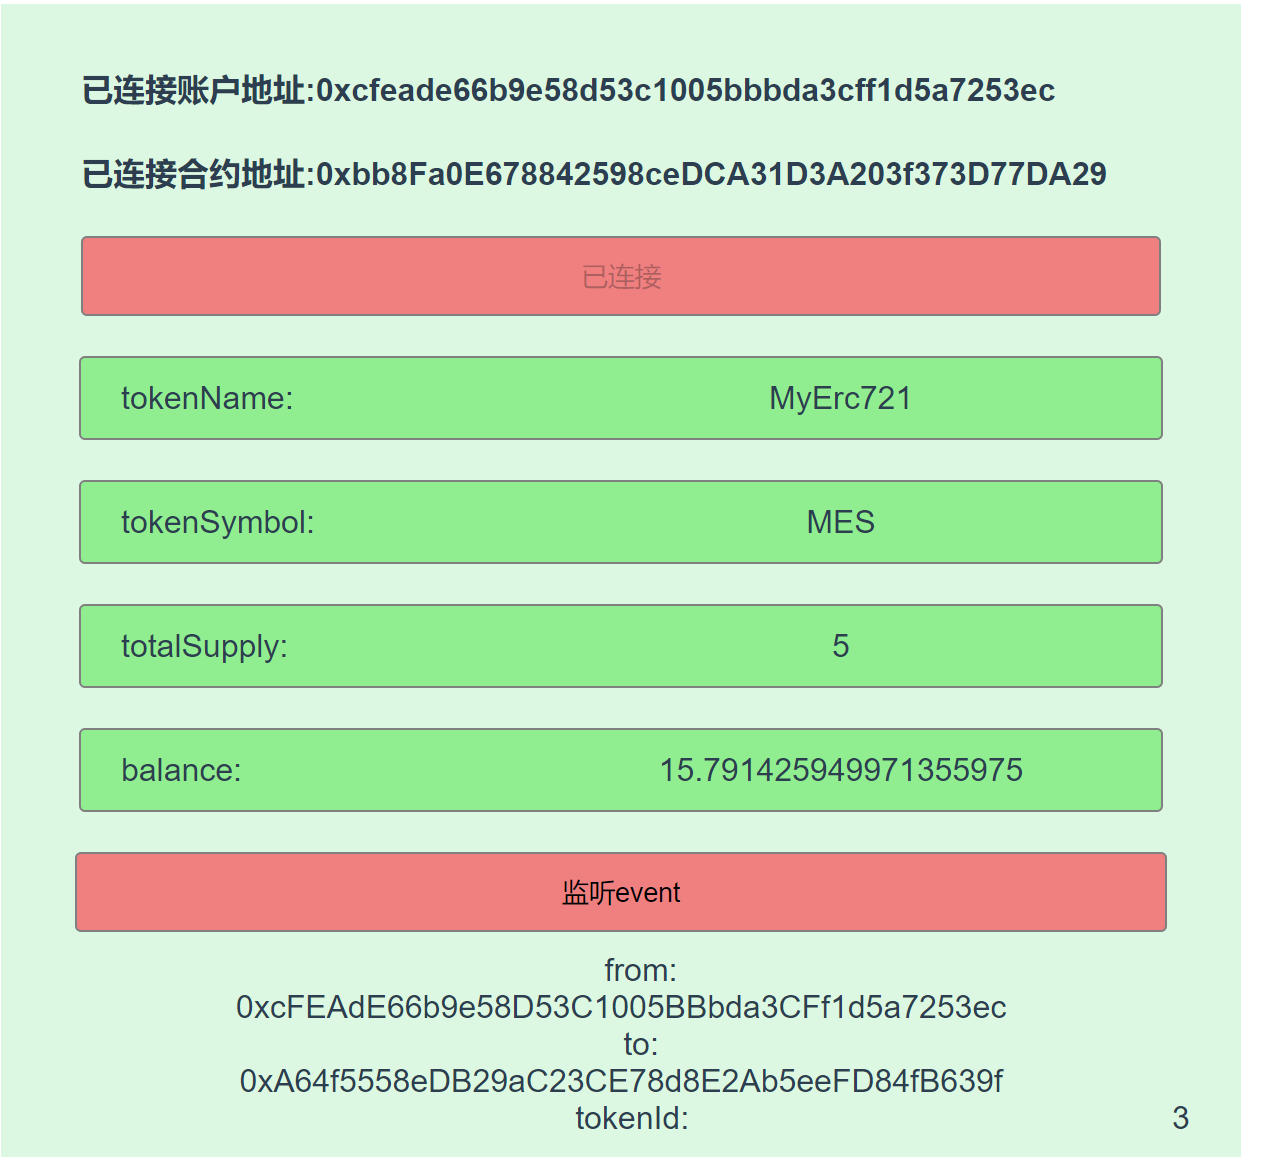 已连接账户地址:0xcfeade66b9e58d53c1005bbbda3cff1d5a7253ec
已连接合约地址:0xbb8Fa0E678842598ceDCA31D3A203f373D77DA29
已连接
tokenName: MyErc721
tokenSymbol: MES
totalSupply: 5
balance: 15.791425949971355975
监听event
from:
0xcFEAdE66b9e58D53C1005BBbda3CFf1d5a7253ec
to:
0xA64f5558eDB29aC23CE78d8E2Ab5eeFD84fB639f
tokenId: 3